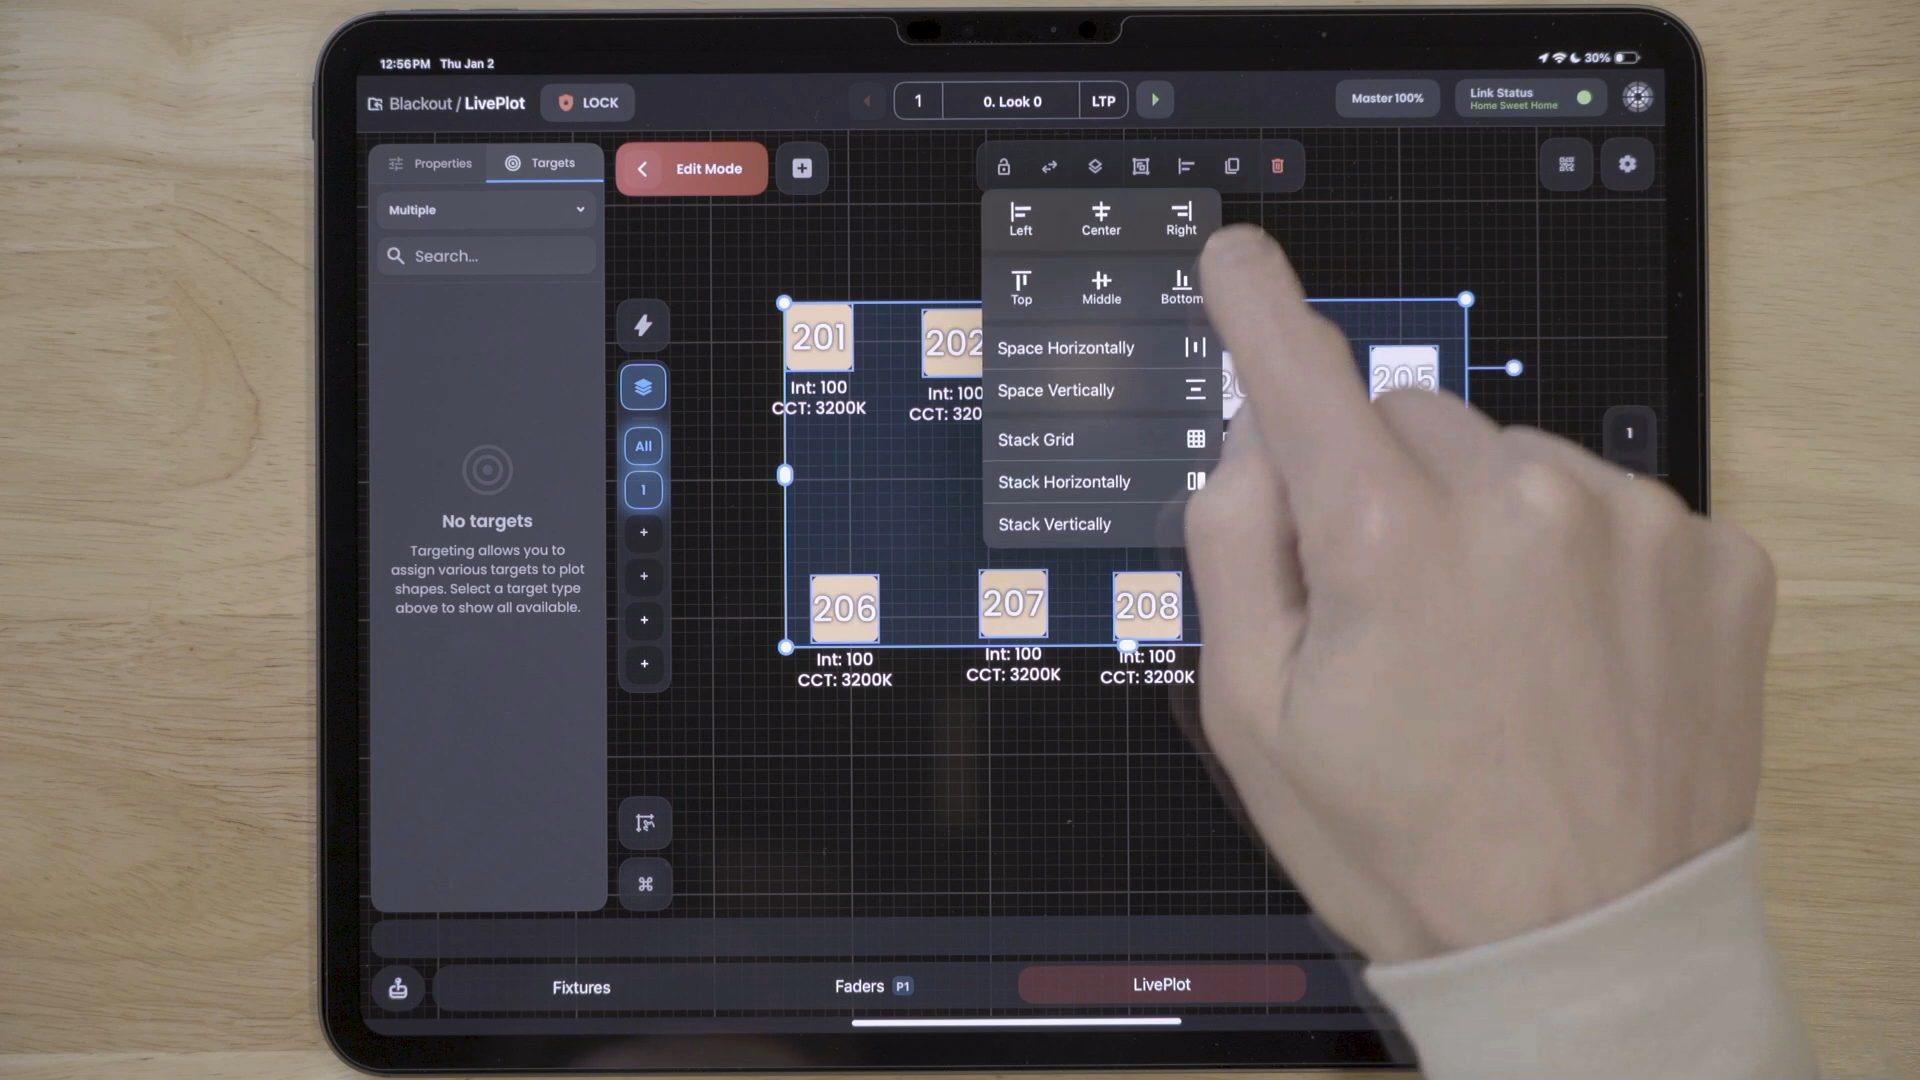 12:56PM Thu Jan 2
30%
Blackout / LivePlot
LOCK
1
0. Look 0
LTP
Master 100%
Link Status
Home Sweet Home
Properties
Targets
Edit Mode
Multiple
Search...
Left
Center
Right
Top
Middle
Bottom
Space Horizontally
Space Vertically
Stack Grid
Stack Horizontally
Stack Vertically
201
Int: 100
CCT: 3200K
202
Int: 100
CCT: 320
20
205
All
1
1
No targets
Targeting allows you to
assign various targets to plot
shapes. Select a target type
above to show all available.
206
Int: 100
CCT: 3200K
207
Int: 100
CCT: 3200K
208
Int: 100
CCT: 3200K
Fixtures
Faders P1
LivePlot